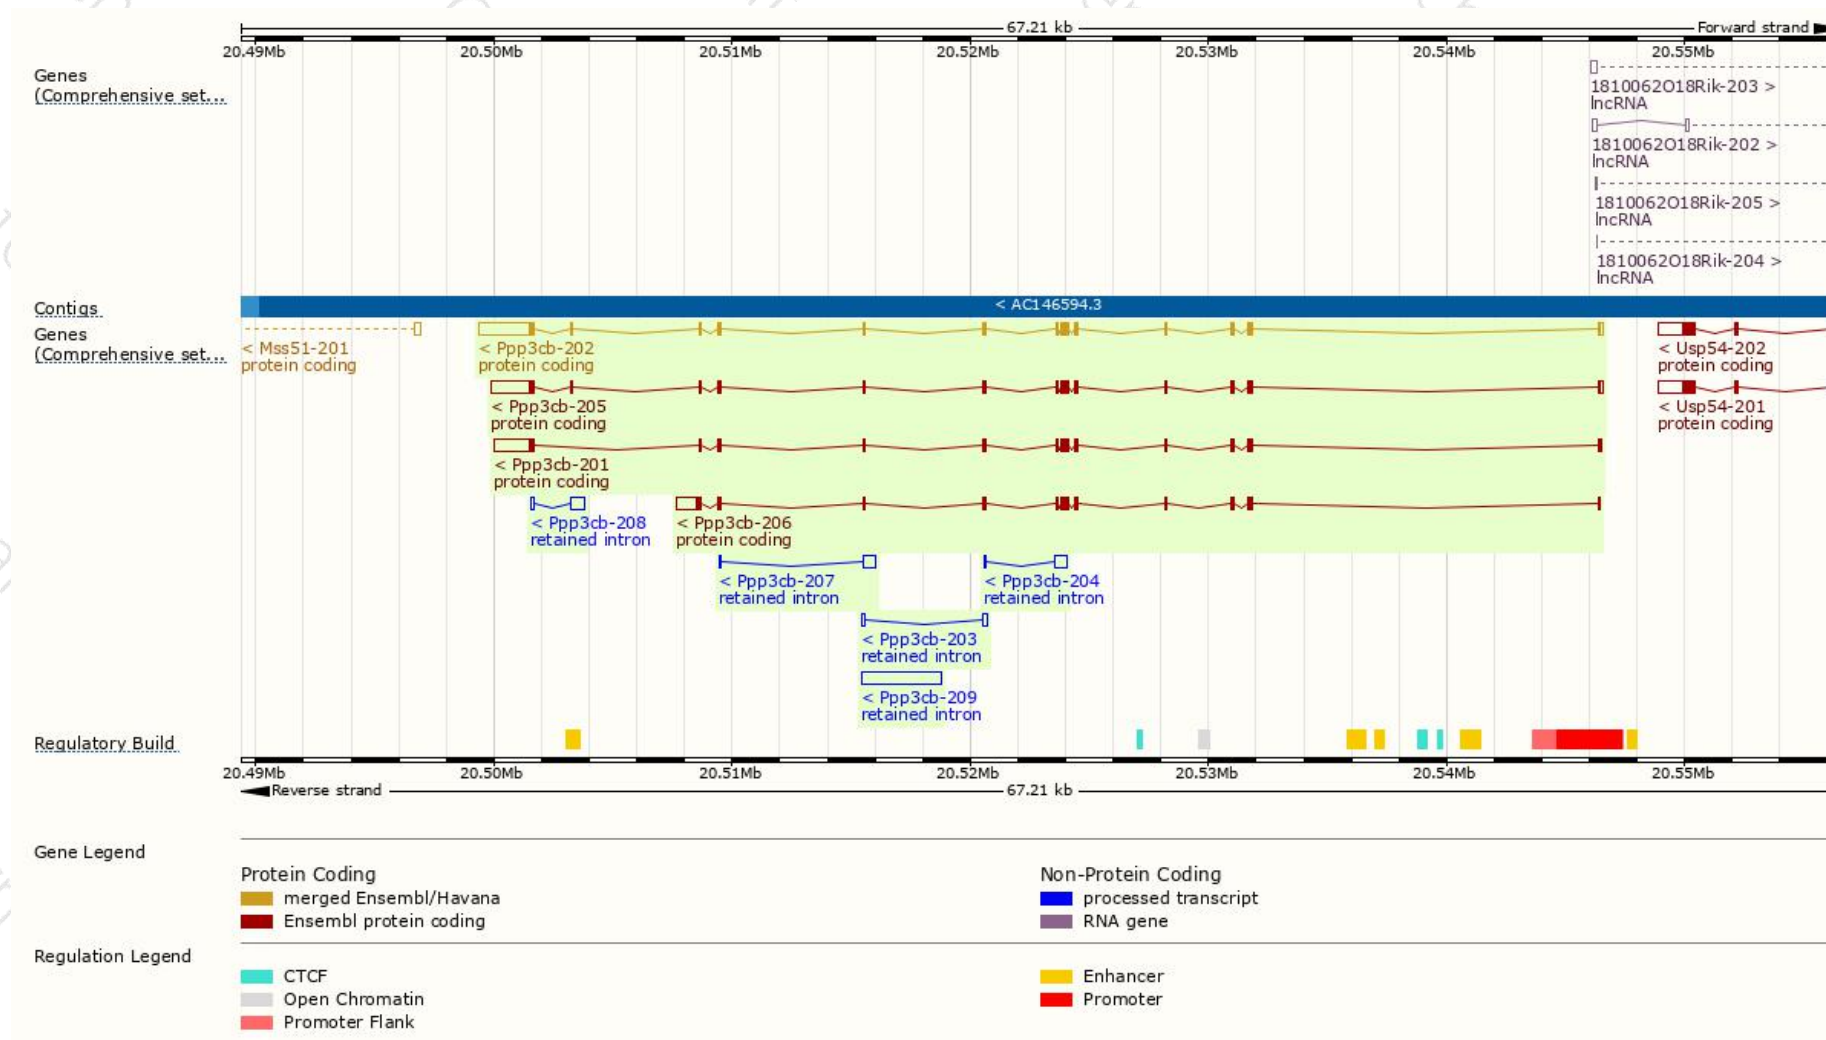 67.21 kb
Forward strand
20.49Mb 20.50Mb 20.51Mb 20.52Mb 20.53Mb 20.54Mb 20.55Mb
Genes
(Comprehensive set...
1810062O18Rik-203 >
lncRNA
1810062O18Rik-202 >
lncRNA
1810062O18Rik-205 >
lncRNA
1810062O18Rik-204 >
lncRNA
Contigs
< AC146594.3
Genes
(Comprehensive set...
< Mss51-201
protein coding
< Ppp3cb-202
protein coding
< Usp54-202
protein coding
< Ppp3cb-205
protein coding
< Usp54-201
protein coding
< Ppp3cb-201
protein coding
< Ppp3cb-208
retained intron
< Ppp3cb-206
protein coding
< Ppp3cb-207
retained intron
< Ppp3cb-204
retained intron
< Ppp3cb-203
retained intron
< Ppp3cb-209
retained intron
Regulatory Build
20.49Mb 20.50Mb 20.51Mb 20.52Mb 20.53Mb 20.54Mb 20.55Mb
Reverse strand
67.21 kb
Gene Legend
Protein Coding
merged Ensembl/Havana
Ensembl protein coding
Non-Protein Coding
processed transcript
RNA gene
Regulation Legend
CTCF
Open Chromatin
Promoter Flank
Enhancer
Promoter